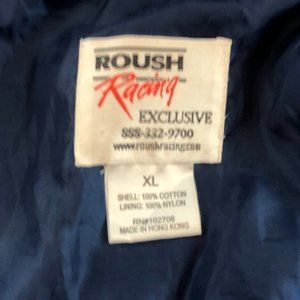 ROUSH
Racing
EXCLUSIVE
888-332-9700
www.roushracing.com
XL
SHELL: 100% COTTON
LINING: 100% NYLON
RN#102706
MADE IN HONG KONG